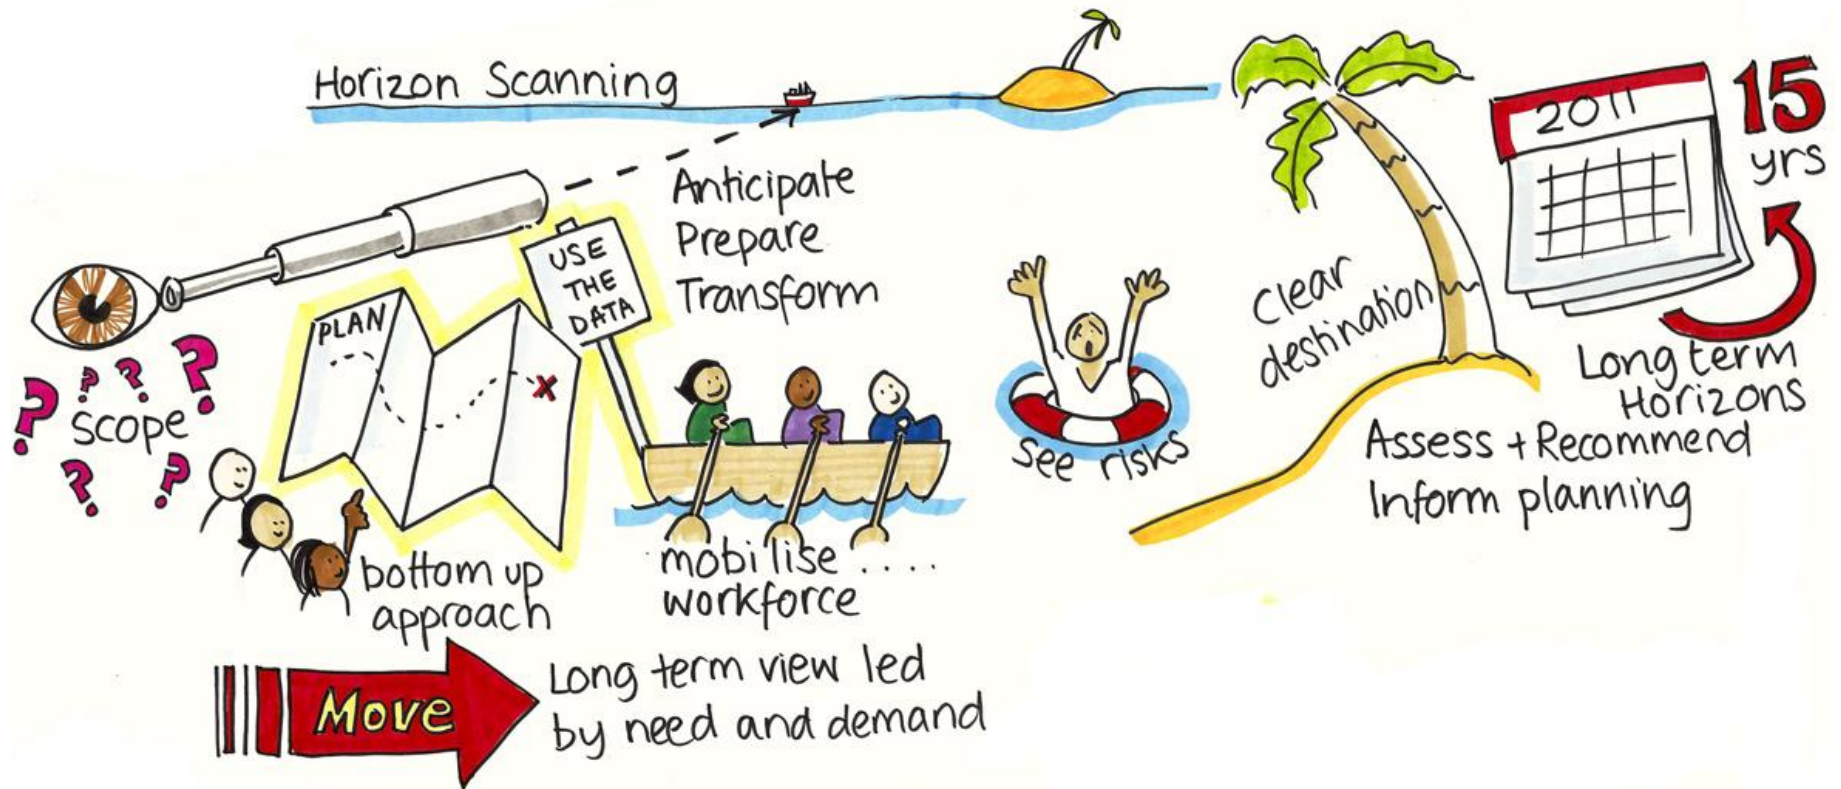 Horizon Scanning
Anticipate
Prepare
Transform
USE
THE
DATA
PLAN
X
? ? ? ?
scope
? ?
bottom up
approach
mobilise ....
workforce
See risks
Clear
destination
2011
15
yrs
Long term
Horizons
Assess + Recommend
Inform planning
Move
Long term view led
by need and demand